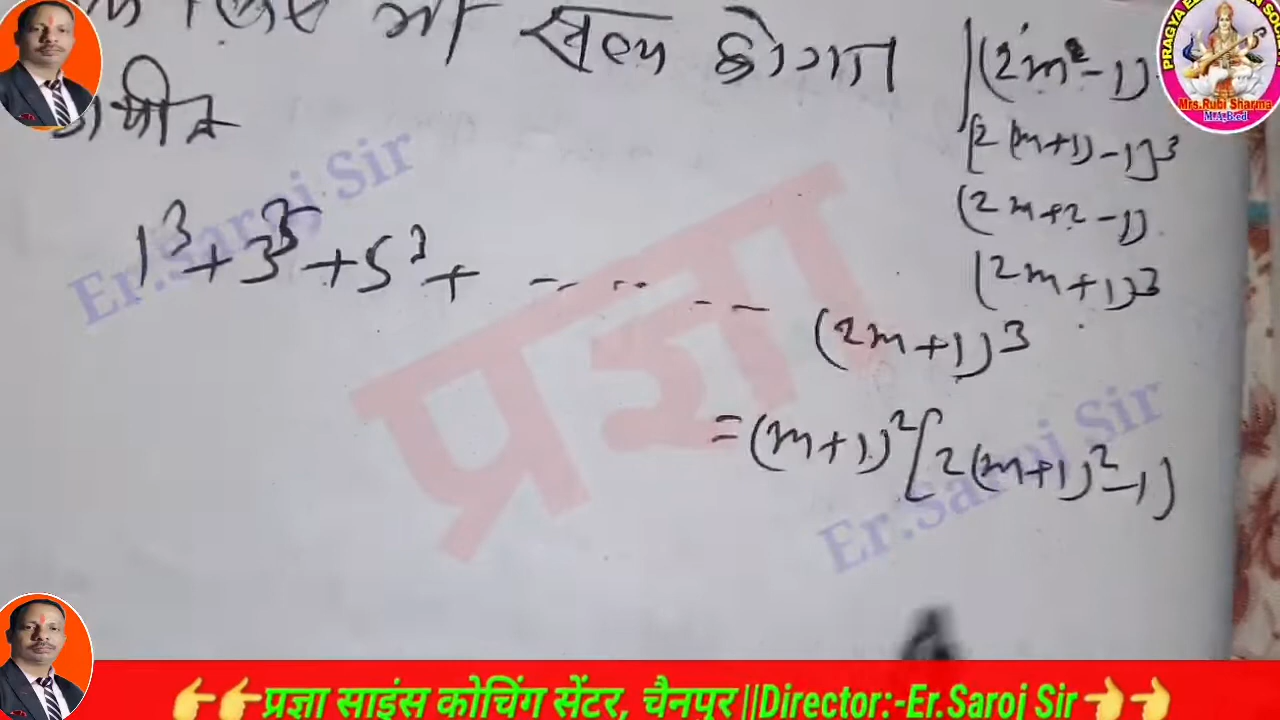 लिए भी सत्य होगा
अर्थात
1³+3³+5³+ - - - - - - - (2m+1)³
=(m+1)²[2(m+1)²-1]
(2m²-1)
[2(m+1)-1]³
(2m+2-1)
(2m+1)³
Er.Saroj Sir
प्रज्ञा
Er.Saroj Sir
Mrs.Rubi Sharma
M.A,B.ed
👉👉प्रज्ञा साइंस कोचिंग सेंटर, चैनपुर||Director:-Er.Saroj Sir👈👈